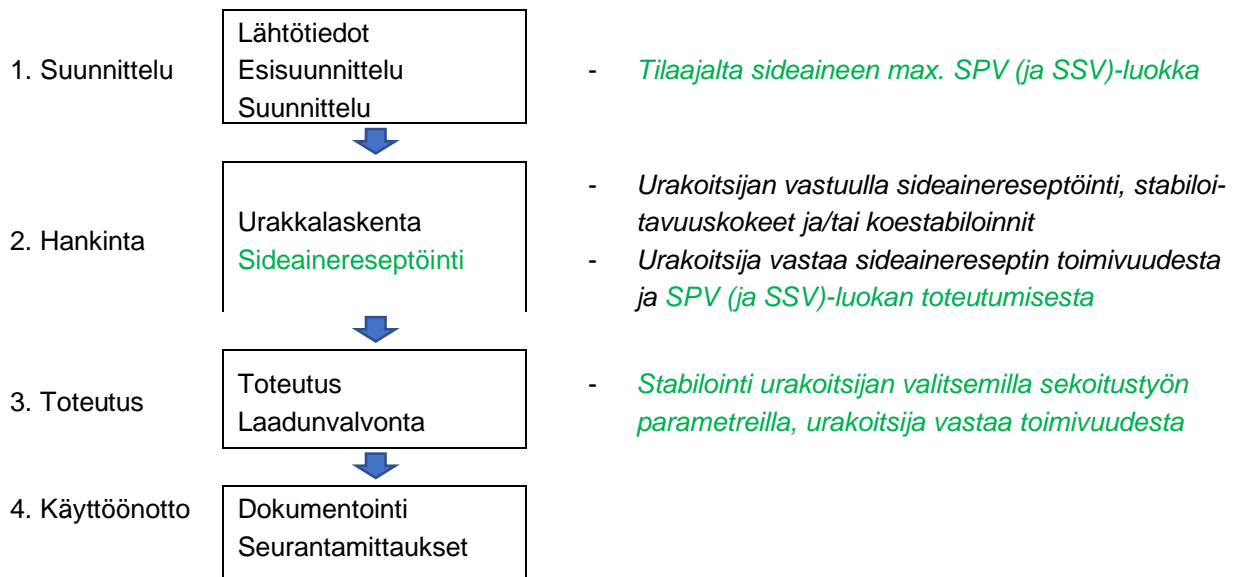 1. Suunnittelu
Lähtötiedot
Esisuunnittelu
Suunnittelu
- Tilaajalta sideaineen max. SPV (ja SSV)-luokka
2. Hankinta
Urakkalaskenta
Sideainereseptöinti
- Urakoitsijan vastuulla sideainereseptöinti, stabiloi-
tavuuskokeet ja/tai koestabiloinnit
- Urakoitsija vastaa sideainereseptin toimivuudesta
ja SPV (ja SSV)-luokan toteutumisesta
3. Toteutus
Toteutus
Laadunvalvonta
- Stabilointi urakoitsijan valitsemilla sekoitustyön
parametreilla, urakoitsija vastaa toimivuudesta
4. Käyttöönotto
Dokumentointi
Seurantamittaukset